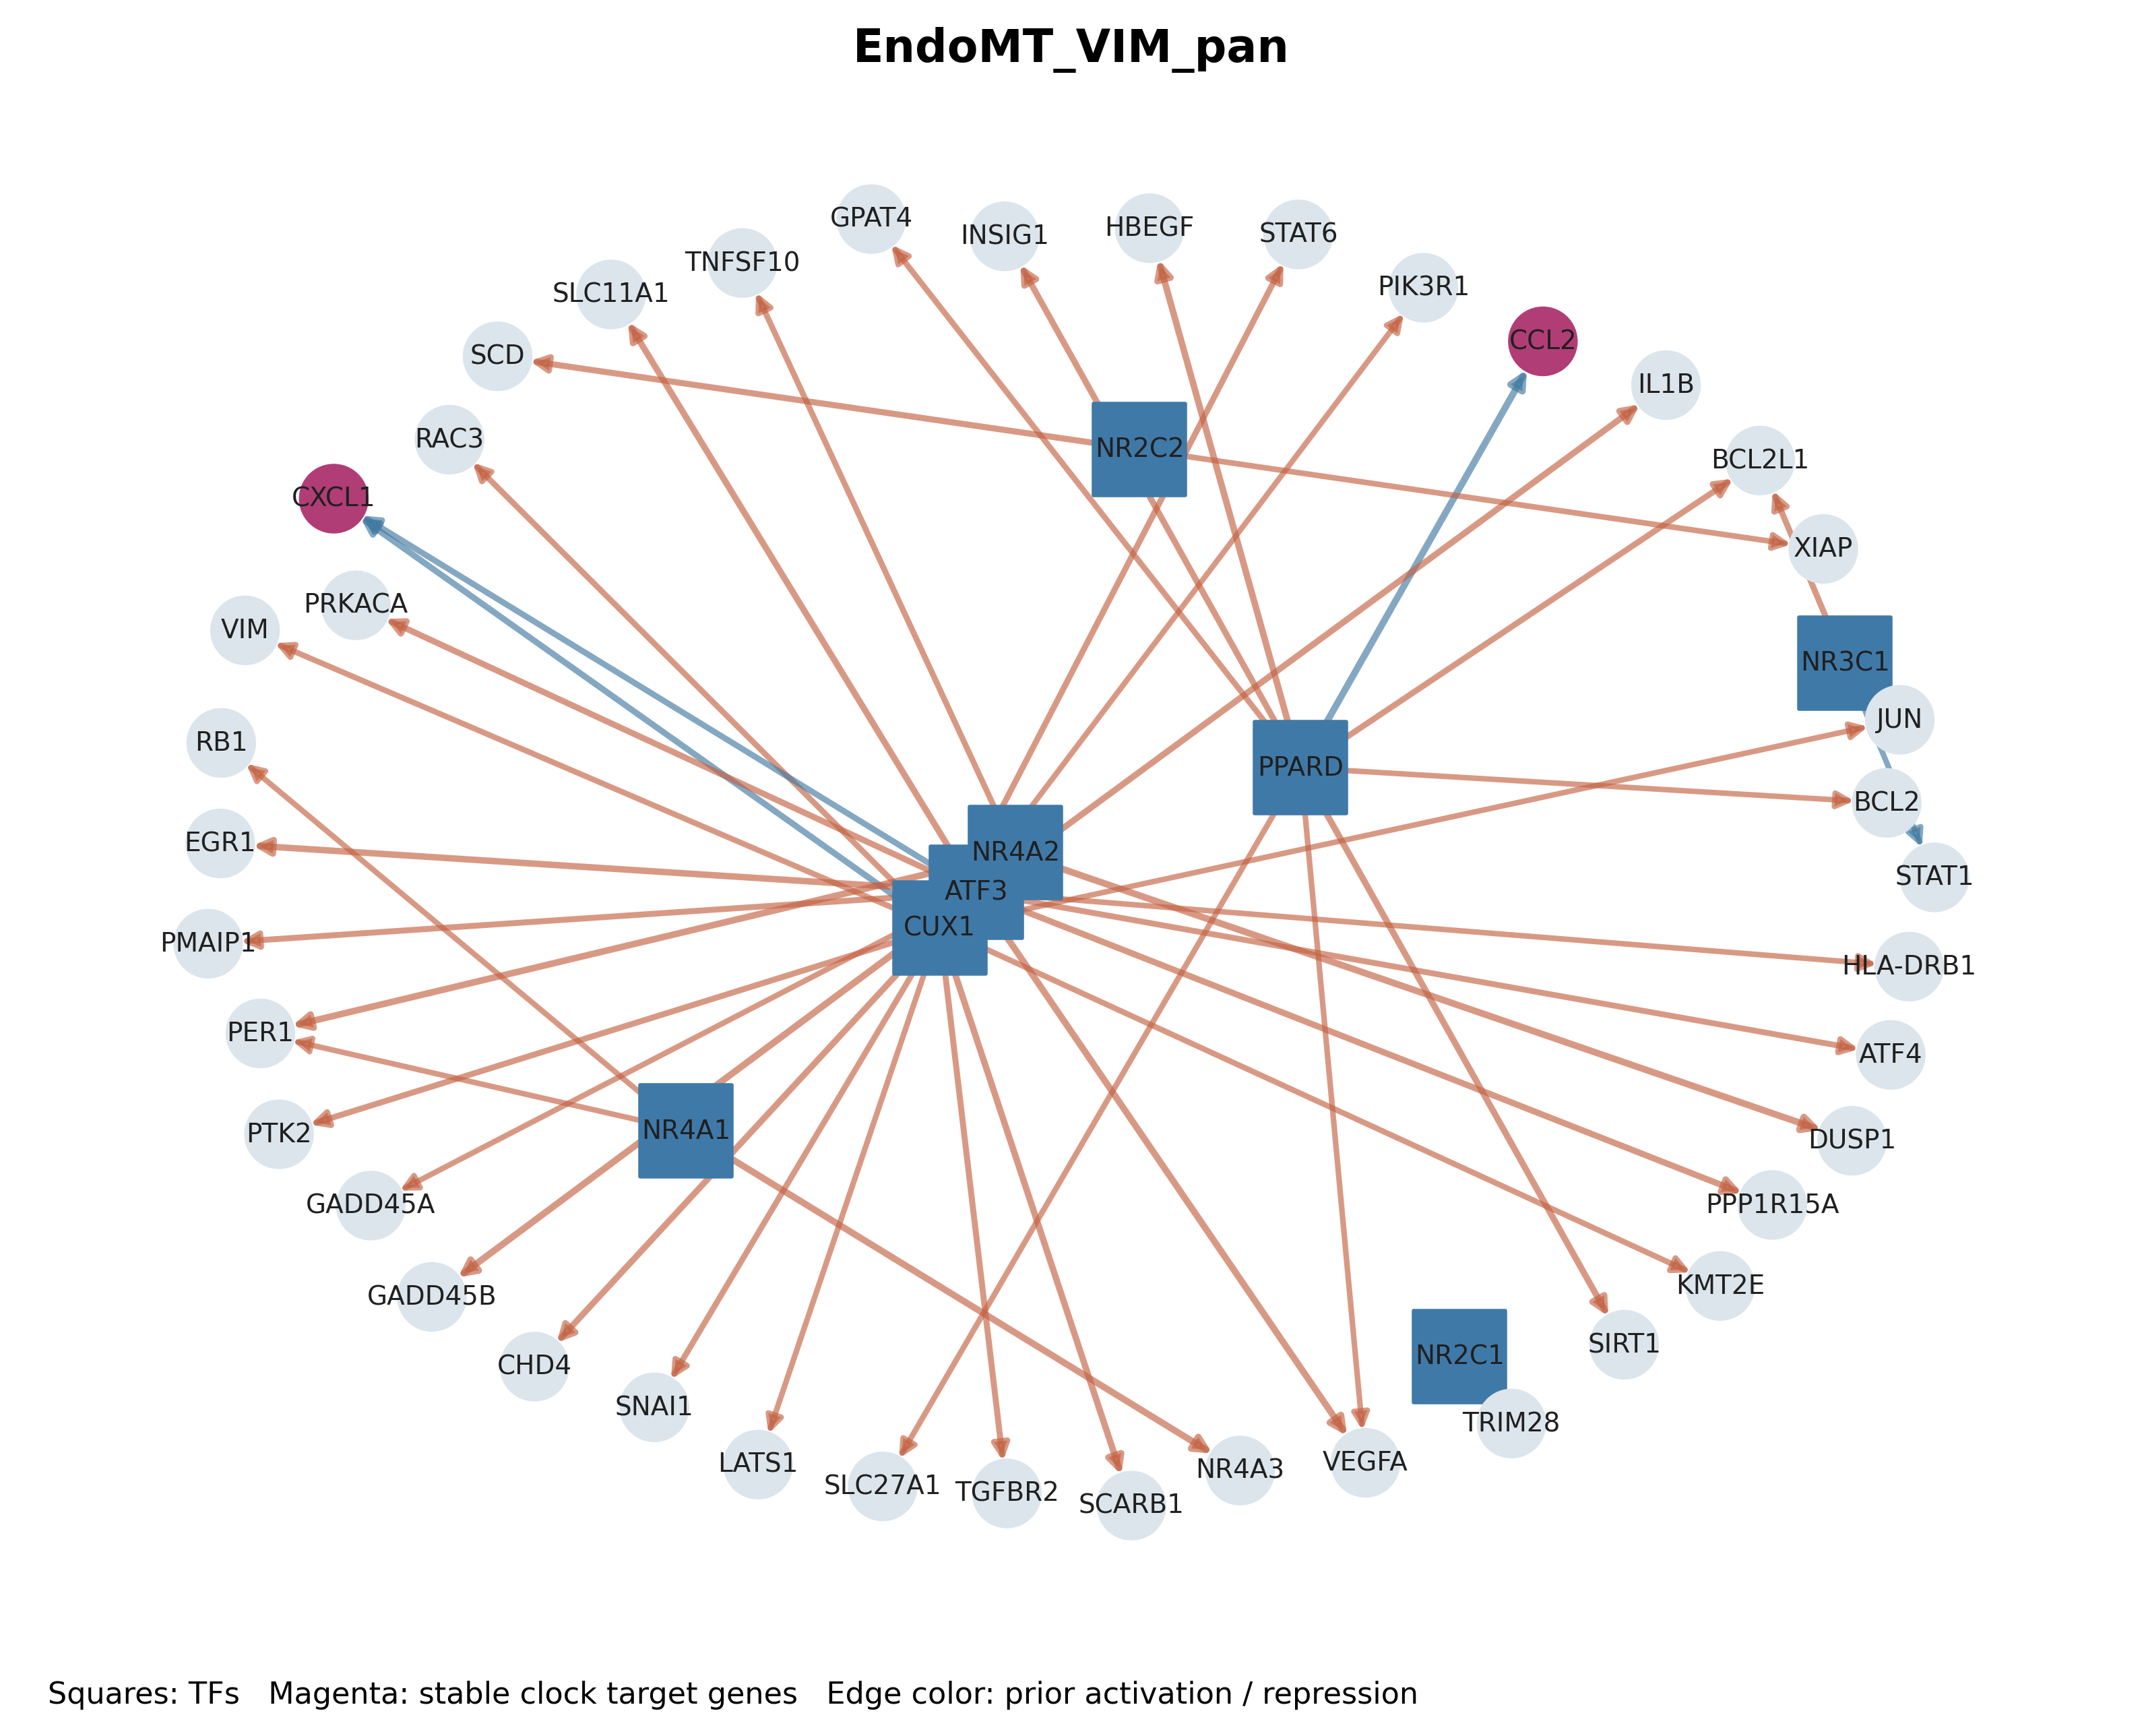 EndoMT_VIM_pan
GPAT4
INSIG1
HBEGF
STAT6
TNFSF10
PIK3R1
SLC11A1
CCL2
SCD
IL1B
RAC3
NR2C2
BCL2L1
CXCL1
XIAP
PRKACA
VIM
NR3C1
JUN
RB1
PPARD
BCL2
EGR1
NR4A2
STAT1
ATF3
CUX1
PMAIP1
HLA-DRB1
PER1
ATF4
PTK2
NR4A1
DUSP1
GADD45A
PPP1R15A
GADD45B
KMT2E
CHD4
SIRT1
NR2C1
SNAI1
TRIM28
LATS1
VEGFA
NR4A3
SLC27A1
TGFBR2
SCARB1
Squares: TFs   Magenta: stable clock target genes   Edge color: prior activation / repression